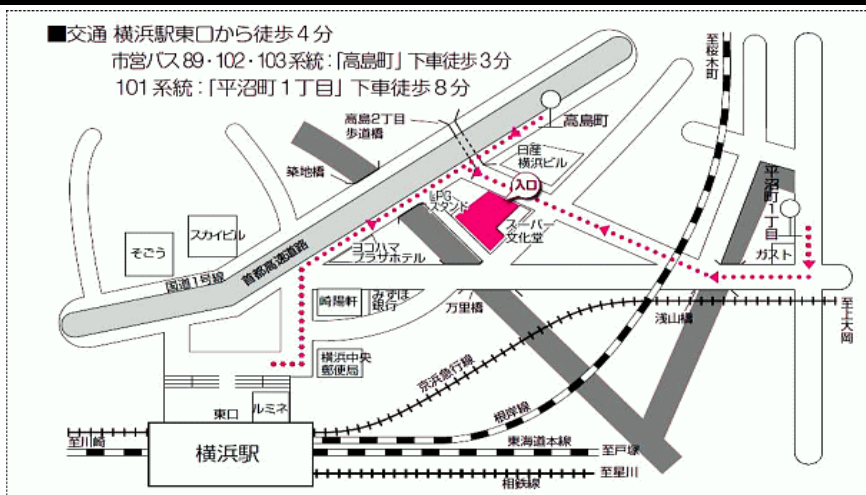 ■交通 横浜駅東口から徒歩4分
市営バス89・102・103系統：「高島町」下車徒歩3分
101系統：「平沼町1丁目」下車徒歩8分
至桜木町
高島2丁目
歩道橋
高島町
日産
横浜ビル
築地橋
入口
平沼町1丁目
LPG
スタンド
スーパー
文化堂
スカイビル
そごう
ガスト
ヨコハマ
プラザホテル
首都高速道路
国道1号線
崎陽軒
みずほ
銀行
万里橋
浅山橋
至上大岡
横浜中央
郵便局
京浜急行線
東口
ルミネ
根岸線
至川崎
横浜駅
東海道本線
至戸塚
至星川
相鉄線